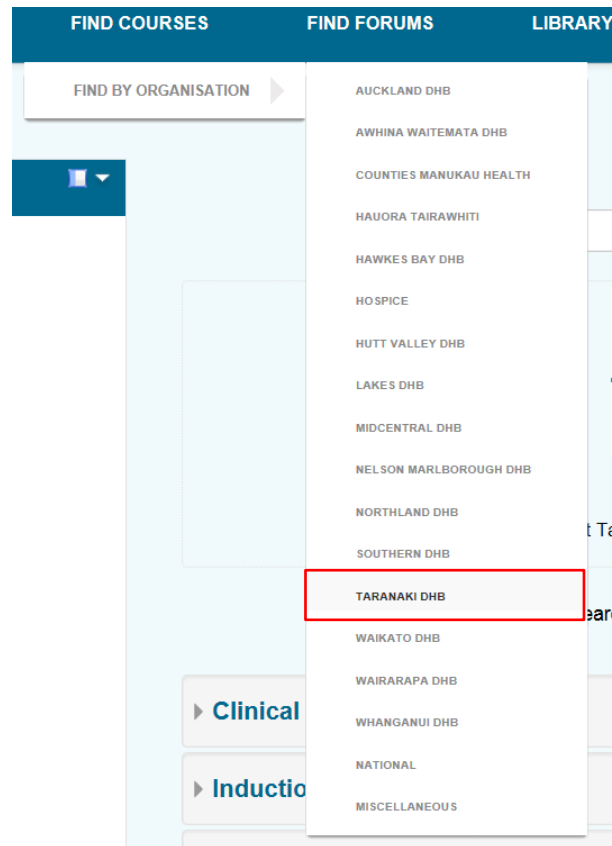 FIND COURSES
FIND FORUMS
LIBRARY
FIND BY ORGANISATION
AUCKLAND DHB
AWHINA WAITEMATA DHB
COUNTIES MANUKAU HEALTH
HAUORA TAIRAWHITI
HAWKES BAY DHB
HOSPICE
HUTT VALLEY DHB
LAKES DHB
MIDCENTRAL DHB
NELSON MARLBOROUGH DHB
NORTHLAND DHB
SOUTHERN DHB
TARANAKI DHB
WAIKATO DHB
WAIRARAPA DHB
WHANGANUI DHB
NATIONAL
MISCELLANEOUS
Clinical